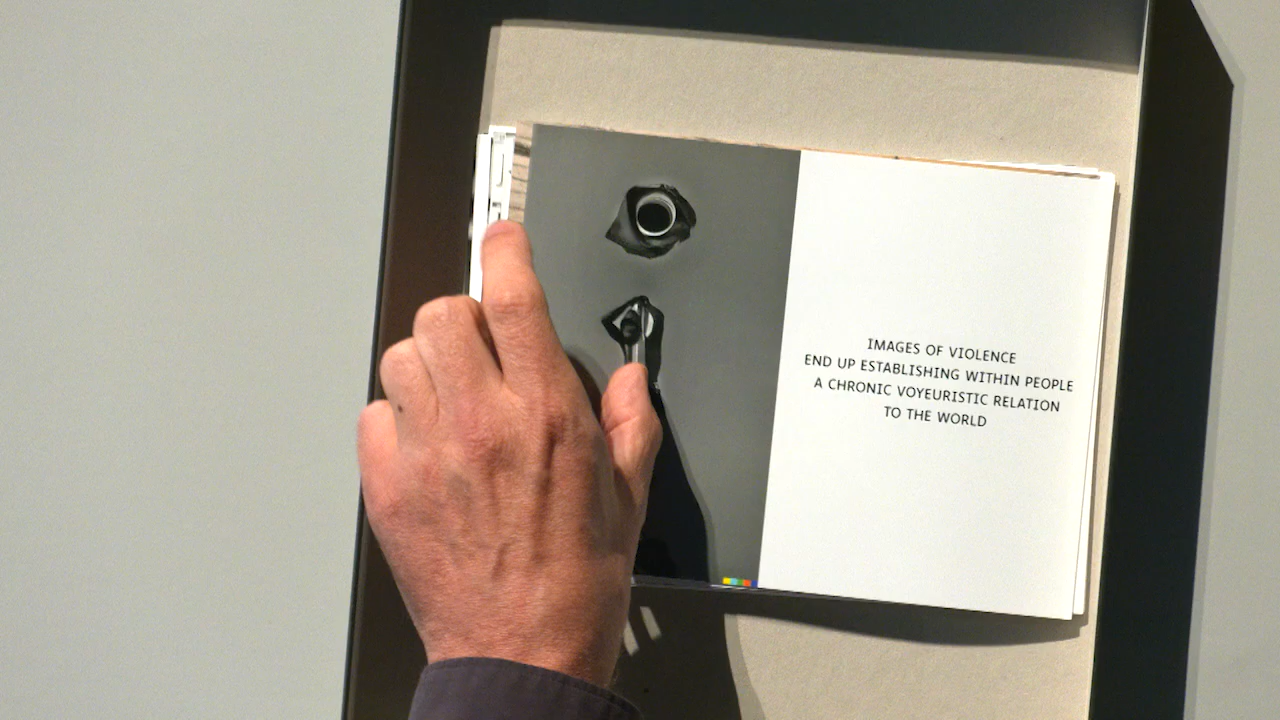 IMAGES OF VIOLENCE
END UP ESTABLISHING WITHIN PEOPLE
A CHRONIC VOYEURISTIC RELATION
TO THE WORLD